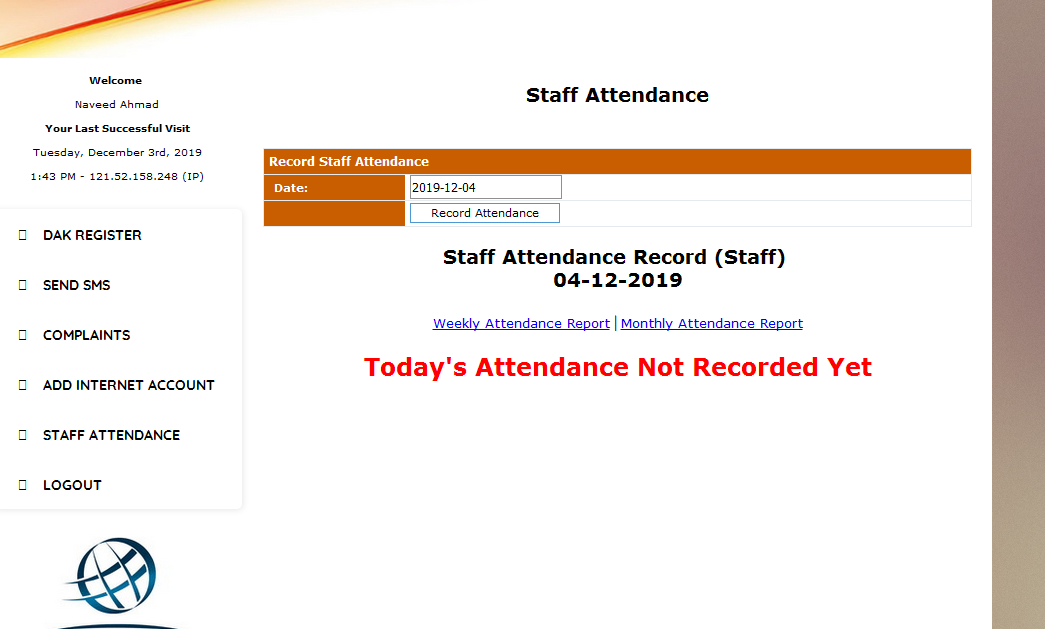 Welcome
Naveed Ahmad
Your Last Successful Visit
Tuesday, December 3rd, 2019
1:43 PM - 121.52.158.248 (IP)
DAK REGISTER
SEND SMS
COMPLAINTS
ADD INTERNET ACCOUNT
STAFF ATTENDANCE
LOGOUT
Staff Attendance
Record Staff Attendance
Date: 2019-12-04
Record Attendance
Staff Attendance Record (Staff)
04-12-2019
Weekly Attendance Report | Monthly Attendance Report
Today's Attendance Not Recorded Yet